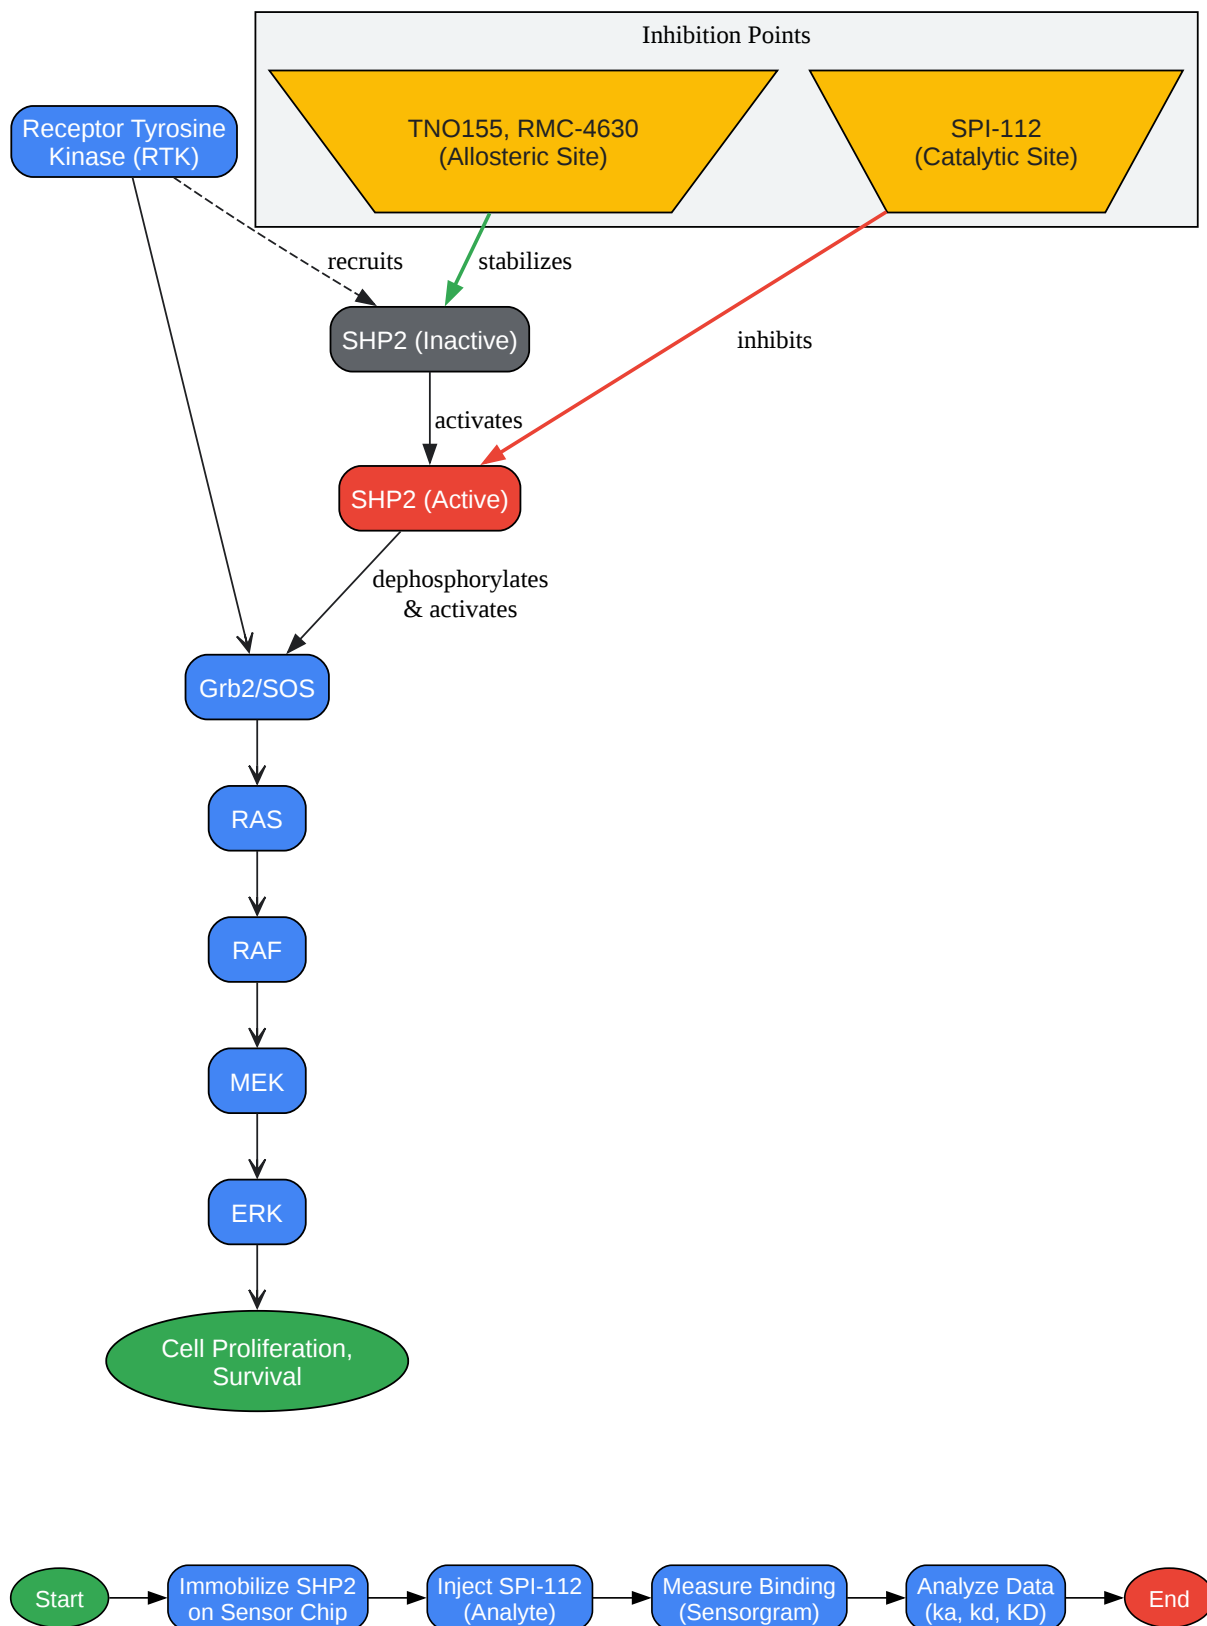 Inhibition Points
TNO155, RMC-4630
(Allosteric Site)
SPI-112
(Catalytic Site)
Receptor Tyrosine
Kinase (RTK)
recruits
stabilizes
SHP2 (Inactive)
inhibits
activates
SHP2 (Active)
dephosphorylates
& activates
Grb2/SOS
RAS
RAF
MEK
ERK
Cell Proliferation,
Survival
Start
Immobilize SHP2
on Sensor Chip
Inject SPI-112
(Analyte)
Measure Binding
(Sensorgram)
Analyze Data
(ka, kd, KD)
End